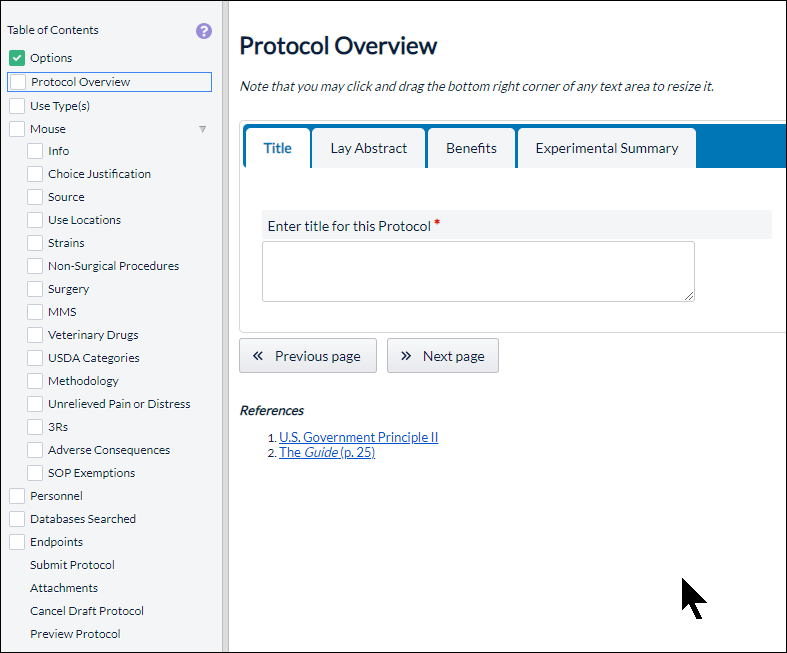 Table of Contents
?
Options
Protocol Overview
Use Type(s)
Mouse
Info
Choice Justification
Source
Use Locations
Strains
Non-Surgical Procedures
Surgery
MMS
Veterinary Drugs
USDA Categories
Methodology
Unrelieved Pain or Distress
3Rs
Adverse Consequences
SOP Exemptions
Personnel
Databases Searched
Endpoints
Submit Protocol
Attachments
Cancel Draft Protocol
Preview Protocol
Protocol Overview
Note that you may click and drag the bottom right corner of any text area to resize it.
Title Lay Abstract Benefits Experimental Summary
Enter title for this Protocol *
« Previous page » Next page
References
1. U.S. Government Principle II
2. The Guide (p. 25)